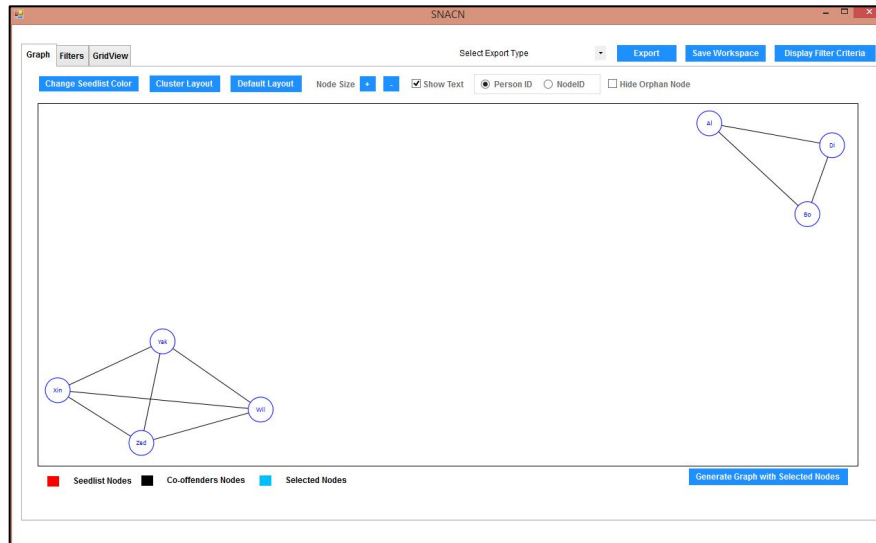 SNACN
Graph Filters GridView Select Export Type Export Save Workspace Display Filter Criteria
Change Seedlist Color Cluster Layout Default Layout Node Size + - Show Text Person ID NodeID Hide Orphan Node
Al
Di
Bo
Yak
Xin
Wil
Zed
Seedlist Nodes Co-offenders Nodes Selected Nodes Generate Graph with Selected Nodes